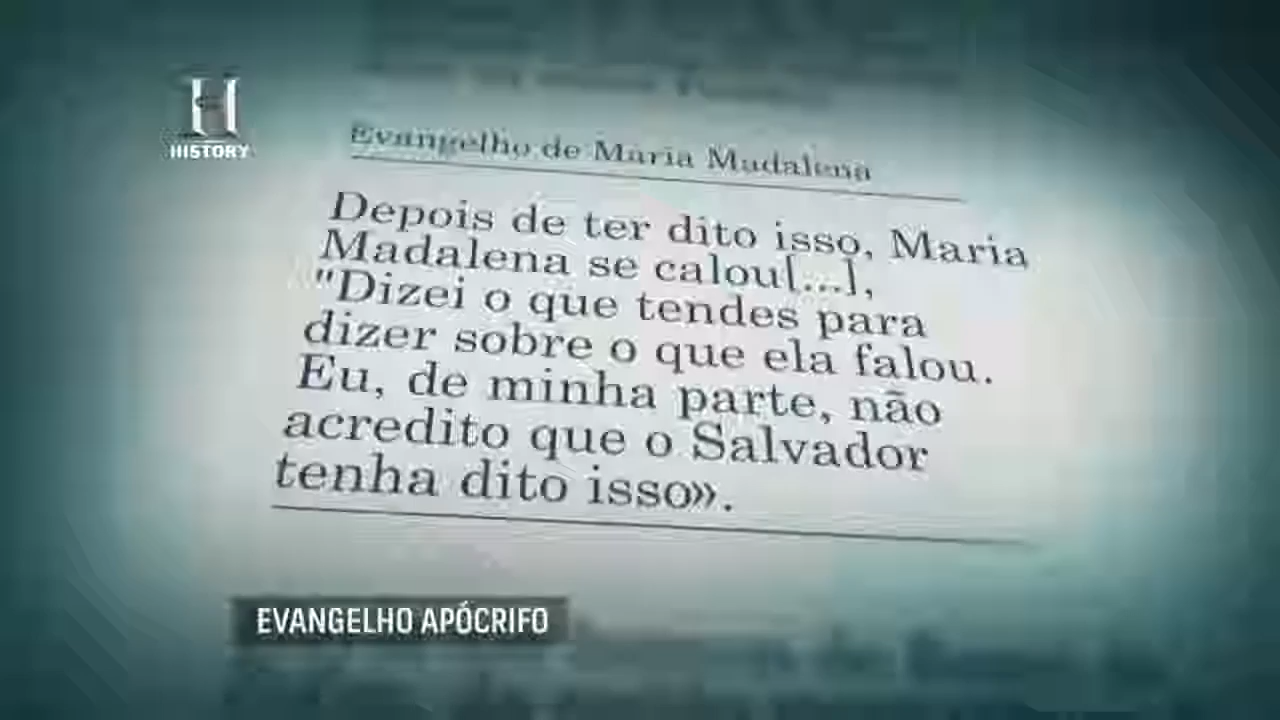 HISTORY
Evangelho de Maria Madalena
Depois de ter dito isso, Maria
Madalena se calou[...],
"Dizei o que tendes para
dizer sobre o que ela falou.
Eu, de minha parte, não
acredito que o Salvador
tenha dito isso».
EVANGELHO APÓCRIFO